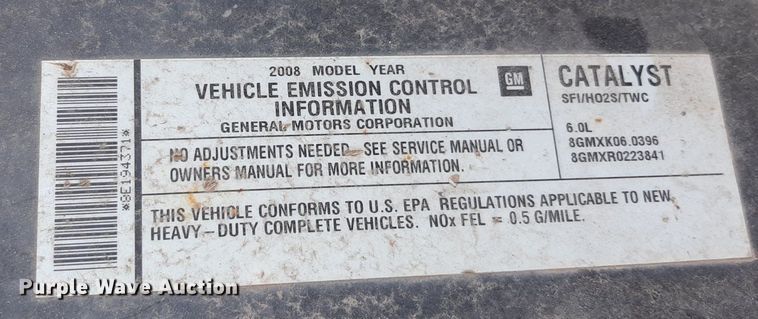 2008 MODEL YEAR
VEHICLE EMISSION CONTROL
INFORMATION
GENERAL MOTORS CORPORATION
GM
CATALYST
SFI/HO2S/TWC
6.0L
8GMXK06.0396
8GMXR0223841
NO ADJUSTMENTS NEEDED - SEE SERVICE MANUAL OR
OWNERS MANUAL FOR MORE INFORMATION.
THIS VEHICLE CONFORMS TO U.S. EPA REGULATIONS APPLICABLE TO NEW
HEAVY-DUTY COMPLETE VEHICLES. NOx FEL = 0.5 G/MILE.
*8E194371*
Purple Wave Auction